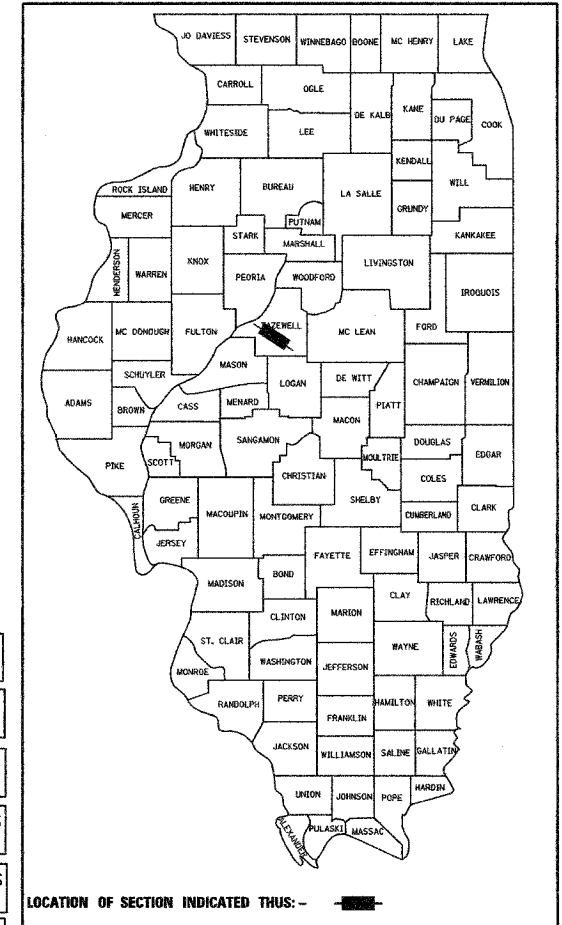 JO DAVIESS STEVENSON WINNEBAGO BOONE MC HENRY LAKE
CARROLL OGLE DE KALB KANE DU PAGE COOK
WHITESIDE LEE KENDALL WILL
ROCK ISLAND HENRY BUREAU LA SALLE GRUNDY
MERCER PUTNAM KANKAKEE
HENDERSON WARREN KNOX STARK MARSHALL LIVINGSTON
PEORIA WOODFORD IROQUOIS
HANCOCK MC DONOUGH FULTON TAZEWELL MC LEAN FORD
SCHUYLER MASON LOGAN DE WITT CHAMPAIGN VERMILION
ADAMS BROWN CASS MENARD MACON PIATT
PIKE SCOTT MORGAN SANGAMON MOULTRIE DOUGLAS EDGAR
CHRISTIAN COLES
CALHOUN GREENE MACOUPIN MONTGOMERY SHELBY CUMBERLAND CLARK
JERSEY
MADISON BOND FAYETTE EFFINGHAM JASPER CRAWFORD
CLINTON MARION CLAY RICHLAND LAWRENCE
ST. CLAIR WASHINGTON JEFFERSON WAYNE EDWARDS WABASH
MONROE
RANDOLPH PERRY FRANKLIN HAMILTON WHITE
JACKSON WILLIAMSON SALINE GALLATIN
UNION JOHNSON POPE HARDIN
ALEXANDER PULASKI MASSAC
LOCATION OF SECTION INDICATED THUS: -